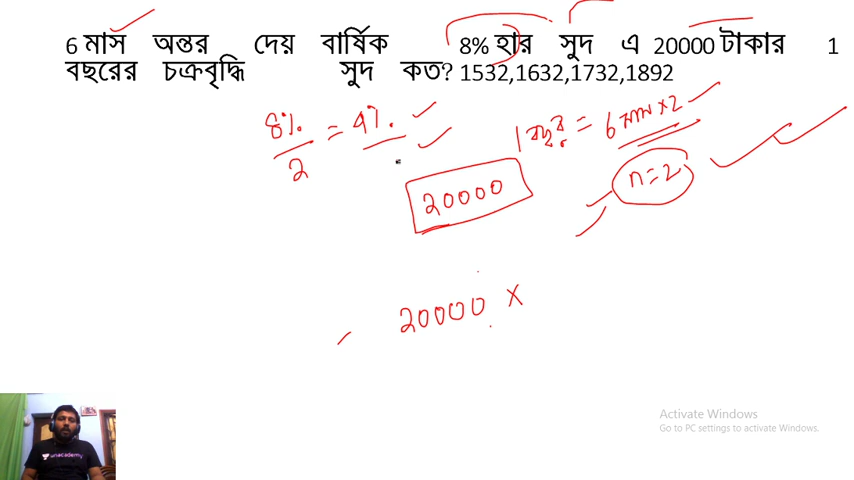 6 মাস অন্তর দেয় বার্ষিক 8% হার সুদ এ 20000 টাকার 1
বছরের চক্রবৃদ্ধি সুদ কত? 1532,1632,1732,1892
8%/2 = 4%
1 বছর = 6 মাস × 2
n=2
20000
20000 ×
unacademy
Activate Windows
Go to PC settings to activate Windows.